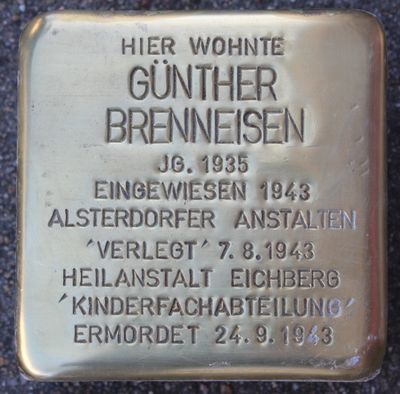 HIER WOHNTE
GÜNTHER
BRENNEISEN
JG. 1935
EINGEWIESEN 1943
ALSTERDORFER ANSTALTEN
´VERLEGT´ 7.8.1943
HEILANSTALT EICHBERG
´KINDERFACHABTEILUNG´
ERMORDET 24.9.1943